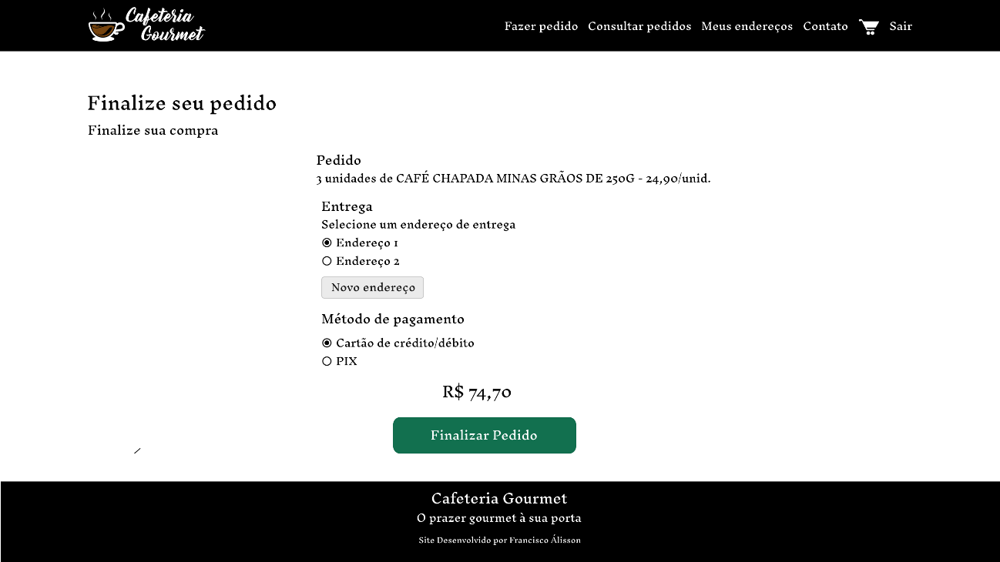 Cafeteria
Gourmet
Fazer pedido Consultar pedidos Meus endereços Contato Sair
Finalize seu pedido
Finalize sua compra
Pedido
3 unidades de CAFÉ CHAPADA MINAS GRÃOS DE 250G - 24,90/unid.
Entrega
Selecione um endereço de entrega
Endereço 1
Endereço 2
Novo endereço
Método de pagamento
Cartão de crédito/débito
PIX
R$ 74,70
Finalizar Pedido
Cafeteria Gourmet
O prazer gourmet à sua porta
Site Desenvolvido por Francisco Álisson